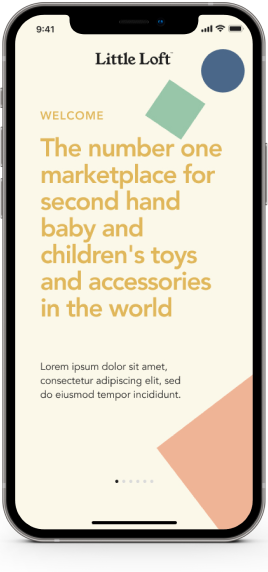 9:41
Little Loft™
WELCOME
The number one
marketplace for
second hand
baby and
children's toys
and accessories
in the world
Lorem ipsum dolor sit amet,
consectetur adipiscing elit, sed
do eiusmod tempor incididunt.